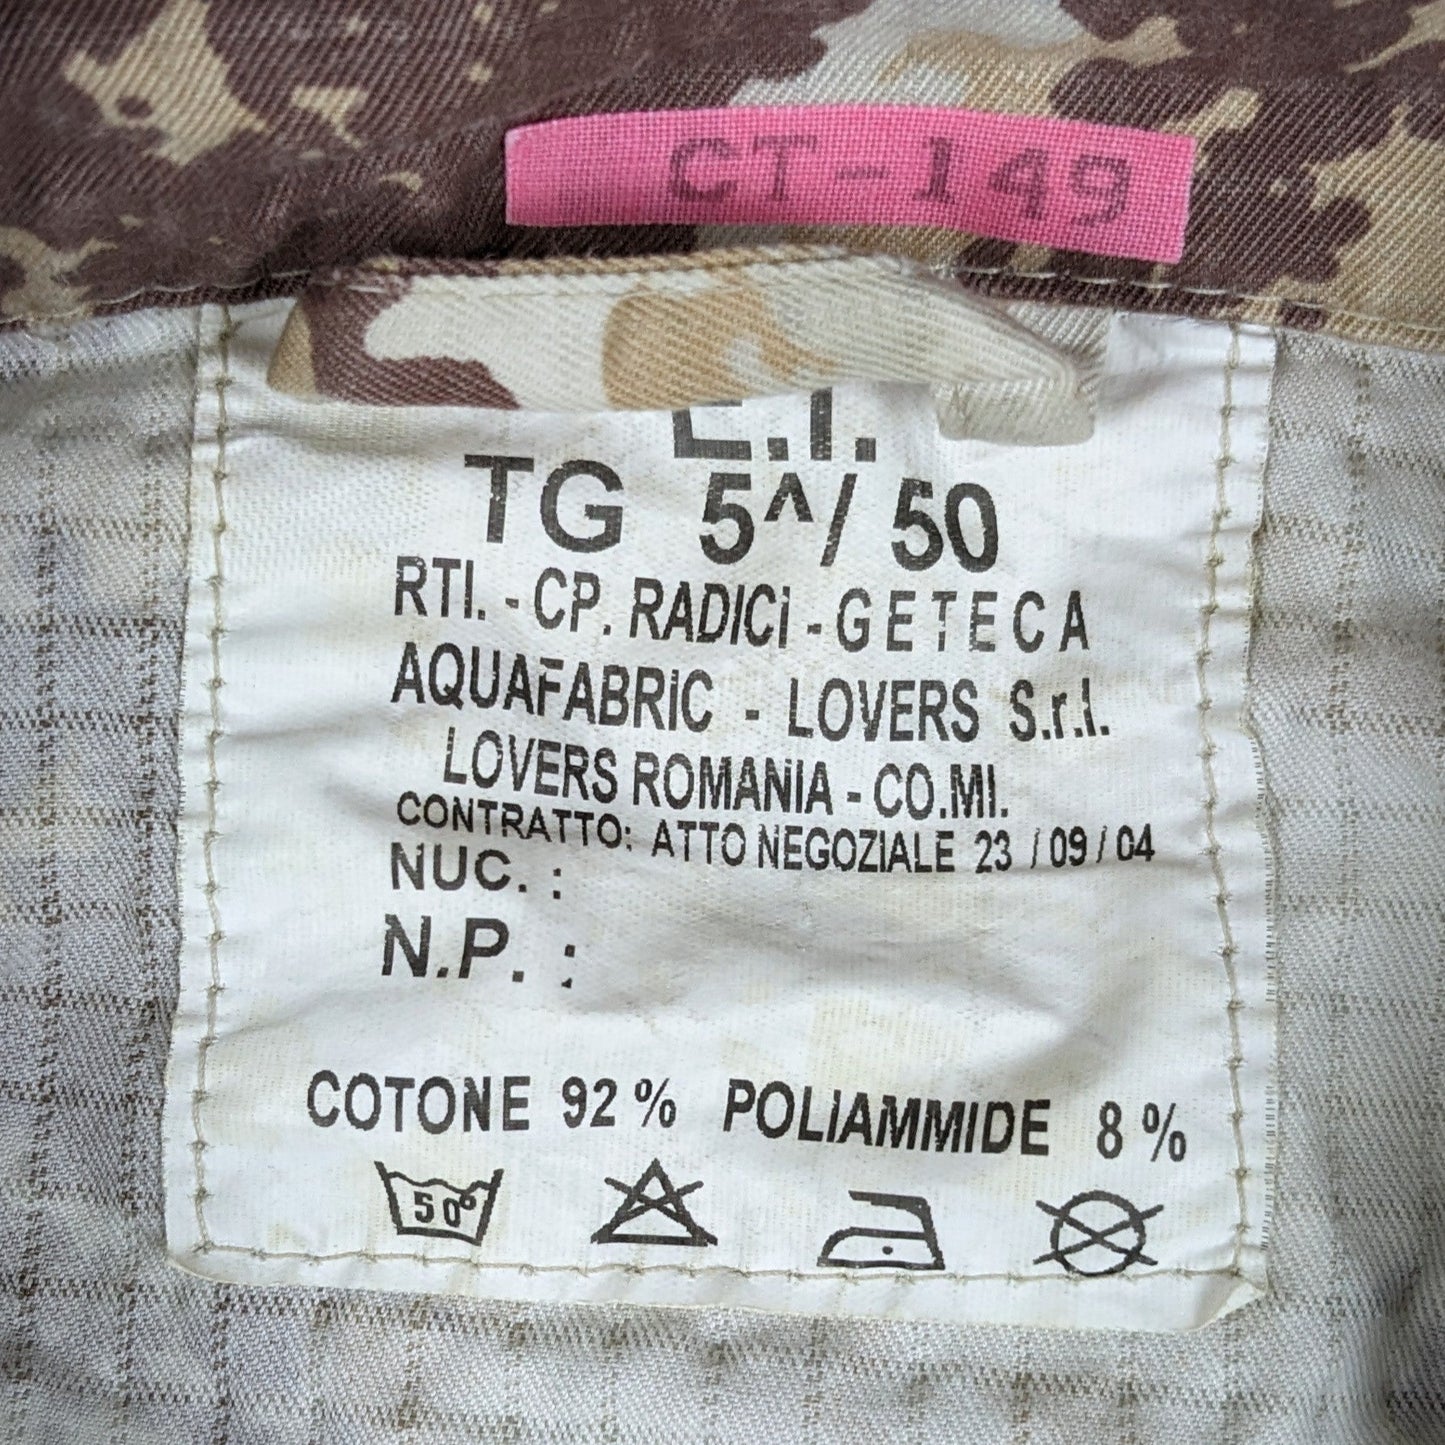 CT-149
E.I.
TG 5^/ 50
RTI. - CP. RADICI - GETECA
AQUAFABRIC - LOVERS S.r.l.
LOVERS ROMANIA - CO.MI.
CONTRATTO: ATTO NEGOZIALE 23 / 09 / 04
NUC. :
N.P. :
COTONE 92 % POLIAMMIDE 8 %
50°